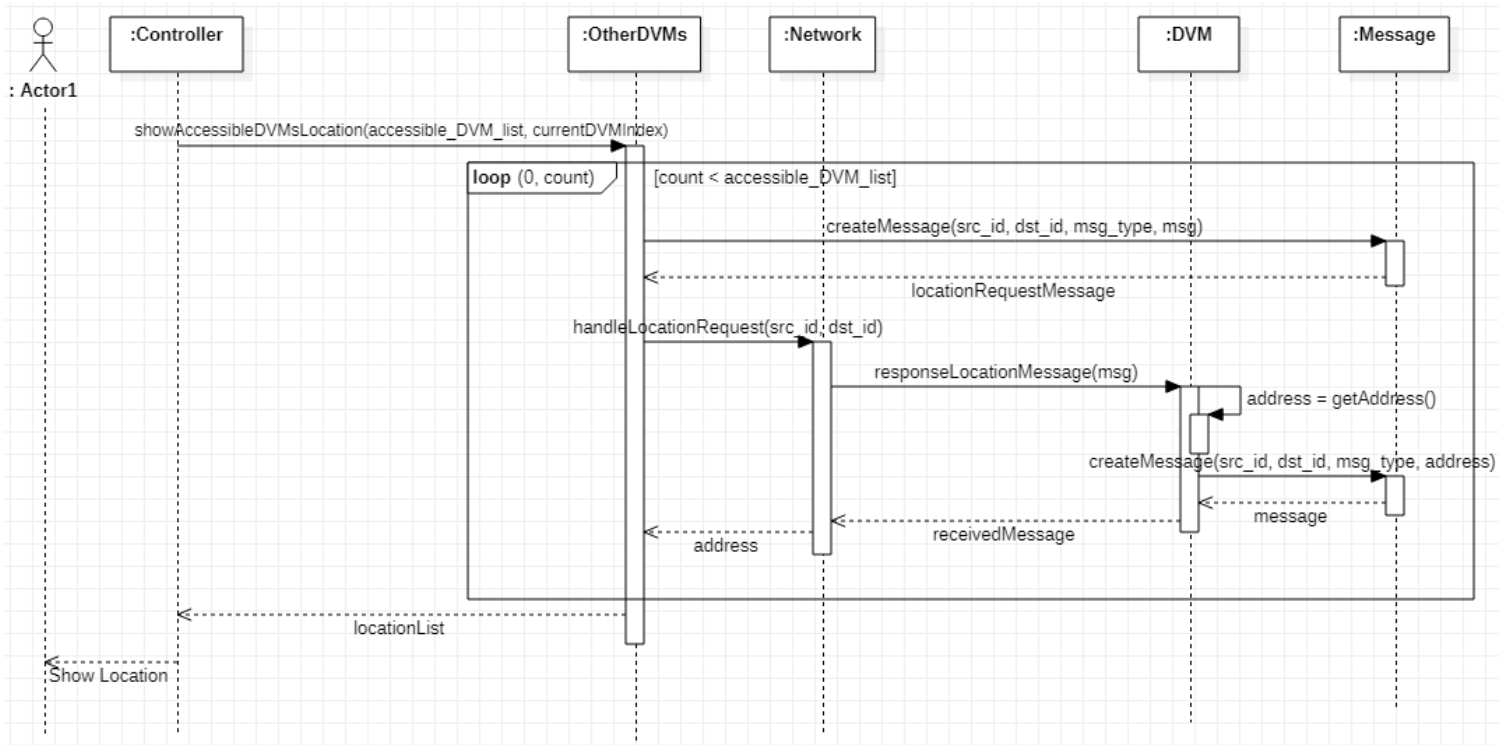 :Controller
:OtherDVMs
:Network
:DVM
:Message
: Actor1
showAccessibleDVMsLocation(accessible_DVM_list, currentDVMIndex)
loop (0, count)
[count < accessible_DVM_list]
createMessage(src_id, dst_id, msg_type, msg)
locationRequestMessage
handleLocationRequest(src_id, dst_id)
responseLocationMessage(msg)
address = getAddress()
createMessage(src_id, dst_id, msg_type, address)
message
receivedMessage
address
locationList
Show Location